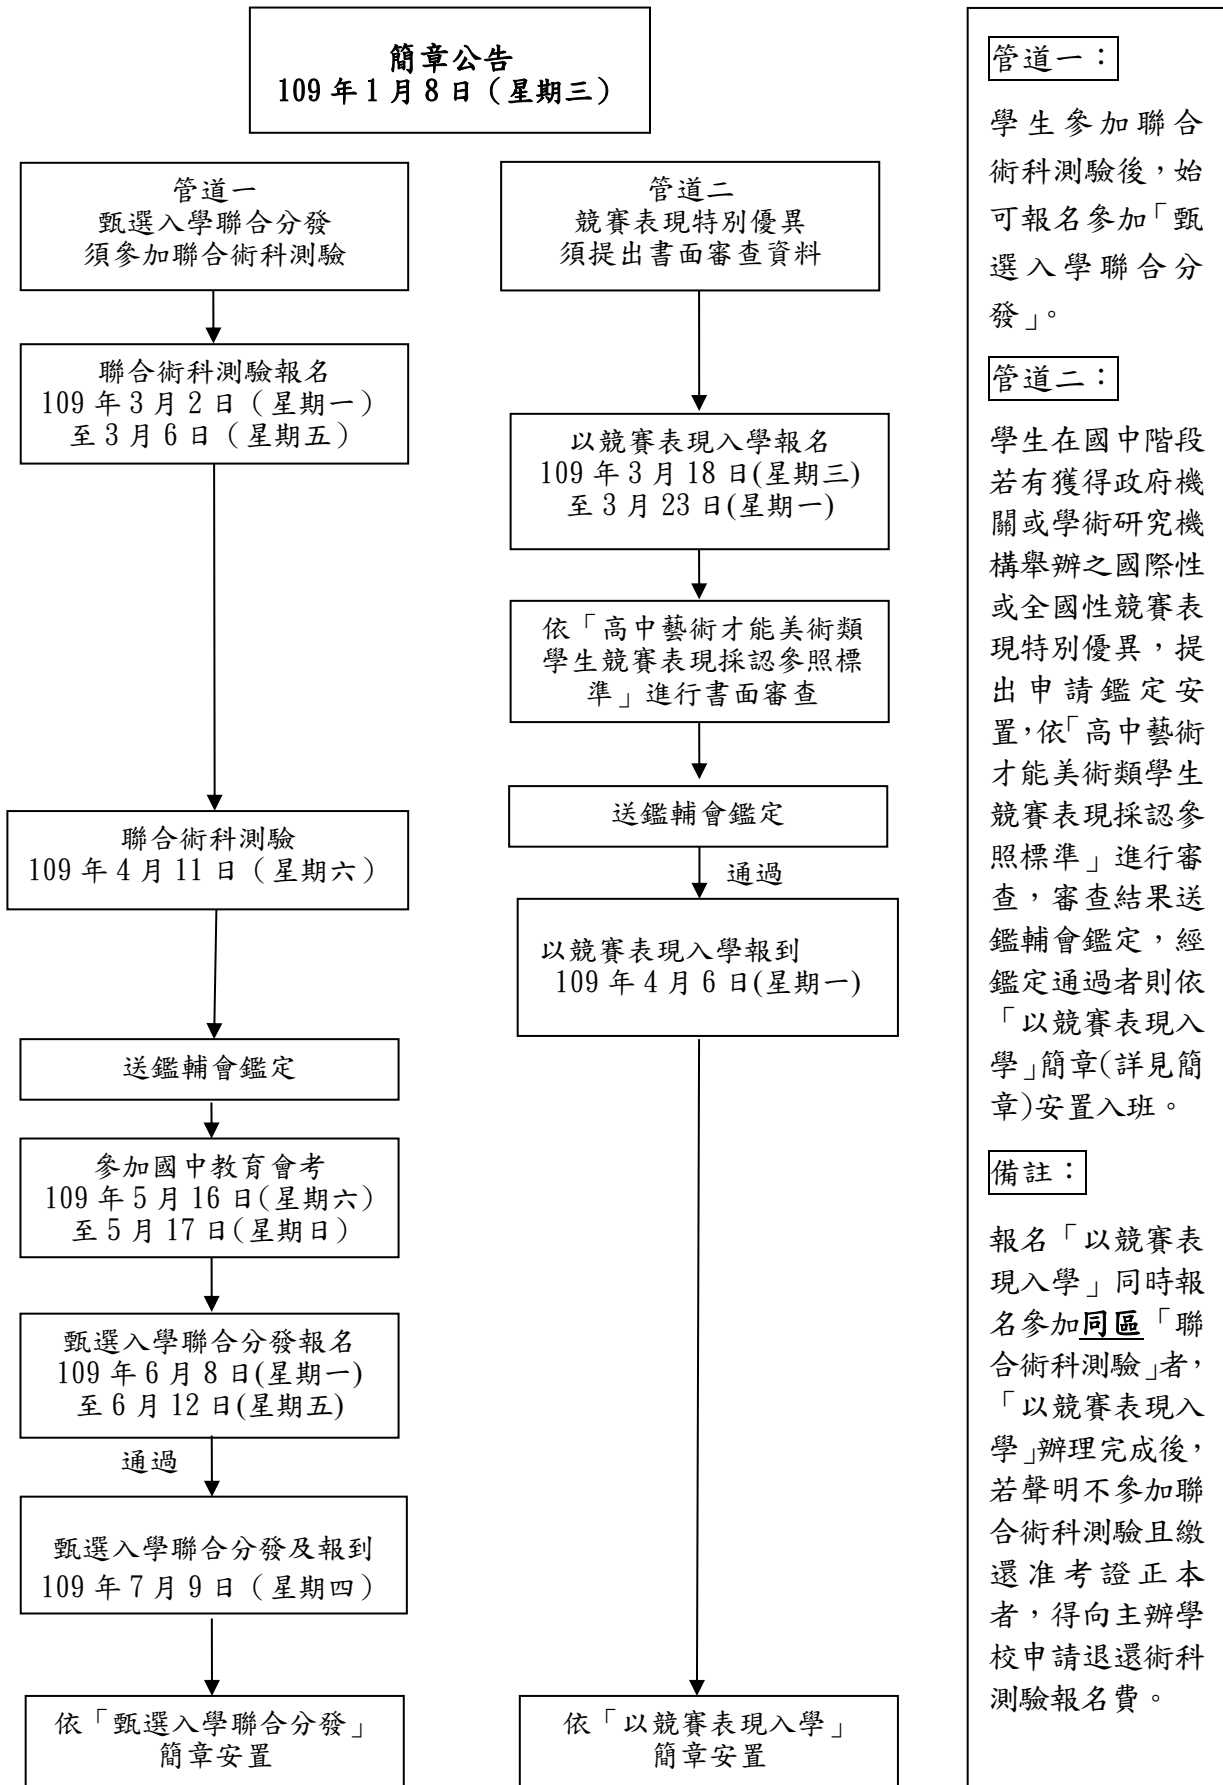 簡章公告
109 年 1 月 8 日（星期三）
管道一
甄選入學聯合分發
須參加聯合術科測驗
聯合術科測驗報名
109 年 3 月 2 日（星期一）
至 3 月 6 日（星期五）
聯合術科測驗
109 年 4 月 11 日（星期六）
送鑑輔會鑑定
參加國中教育會考
109 年 5 月 16 日(星期六)
至 5 月 17 日(星期日)
甄選入學聯合分發報名
109 年 6 月 8 日(星期一)
至 6 月 12 日(星期五)
通過
甄選入學聯合分發及報到
109 年 7 月 9 日（星期四）
依「甄選入學聯合分發」
簡章安置
管道二
競賽表現特別優異
須提出書面審查資料
以競賽表現入學報名
109 年 3 月 18 日(星期三)
至 3 月 23 日(星期一)
依「高中藝術才能美術類
學生競賽表現採認參照標
準」進行書面審查
送鑑輔會鑑定
通過
以競賽表現入學報到
109 年 4 月 6 日(星期一)
依「以競賽表現入學」
簡章安置
管道一：
學生參加聯合
術科測驗後，始
可報名參加「甄
選入學聯合分
發」。
管道二：
學生在國中階段
若有獲得政府機
關或學術研究機
構舉辦之國際性
或全國性競賽表
現特別優異，提
出申請鑑定安
置，依「高中藝術
才能美術類學生
競賽表現採認參
照標準」進行審
查，審查結果送
鑑輔會鑑定，經
鑑定通過者則依
「以競賽表現入
學」簡章(詳見簡
章)安置入班。
備註：
報名「以競賽表
現入學」同時報
名參加同區「聯
合術科測驗」者，
「以競賽表現入
學」辦理完成後，
若聲明不參加聯
合術科測驗且繳
還准考證正本
者，得向主辦學
校申請退還術科
測驗報名費。